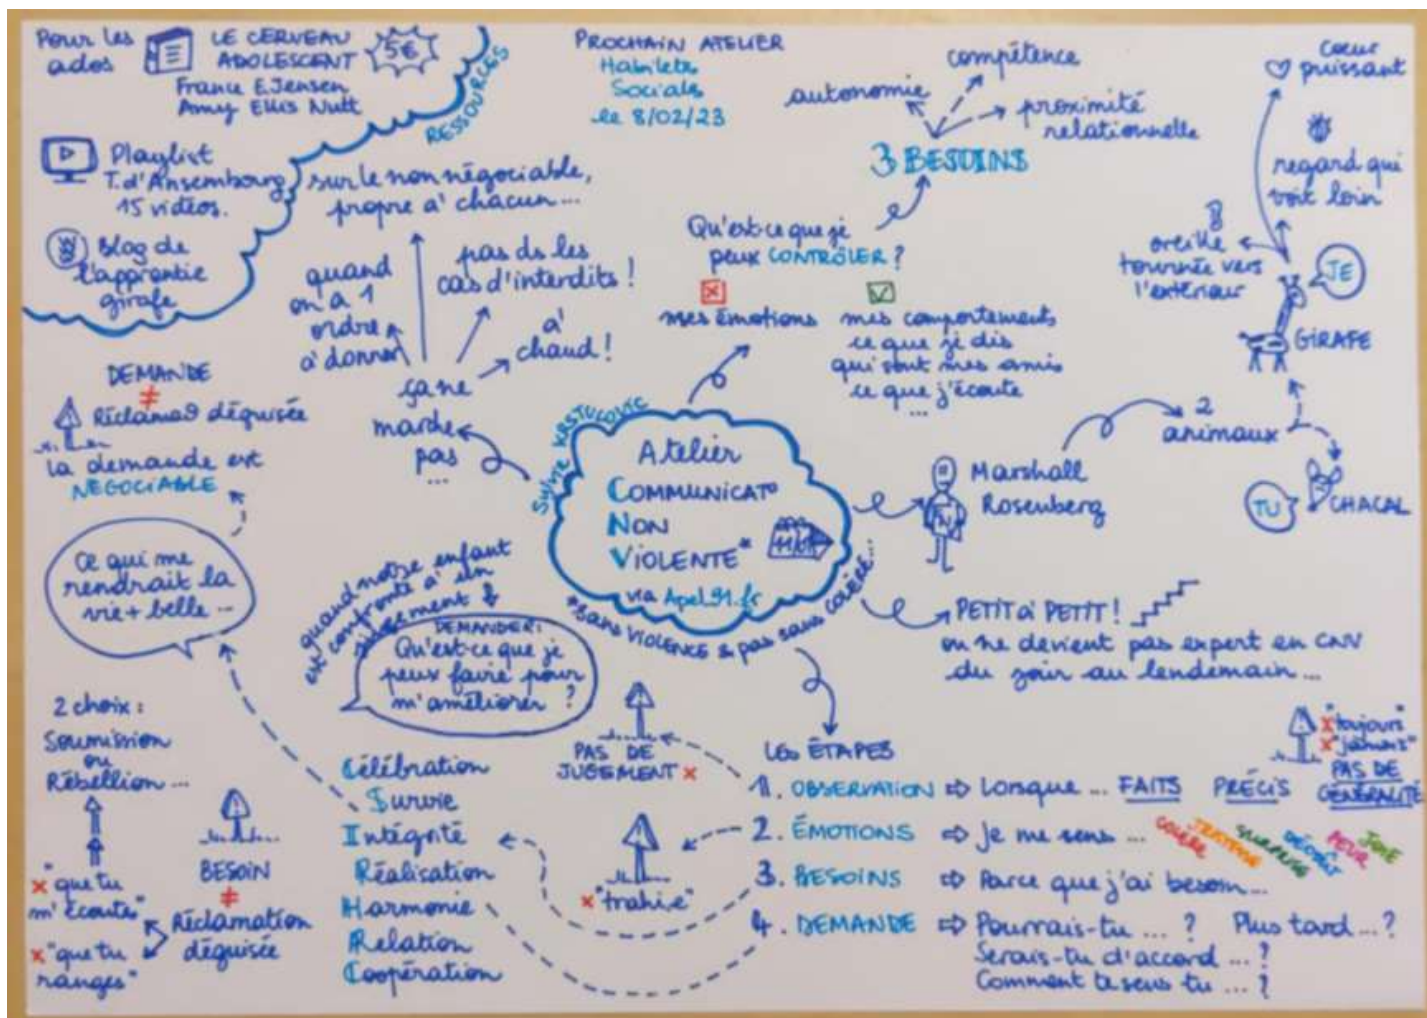 Pour les
ados
LE CERVEAU
ADOLESCENT
5€
France E.Jensen
Amy Ellis Nutt
Playlist
T. d'Ansembourg
15 vidéos.
Blog de
l'apprantie
girafe
RESSOURCES
PROCHAIN ATELIER
Habiletés
Sociales
le 8/02/23
compétence
autonomie
proximité
relationnelle
3 BESOINS
cœur
puissant
regard qui
voit loin
oreille
tournée vers
l'extérieur
JE
GIRAFE
sur le non négociable,
propre à chacun...
quand
on a 1
ordre
à donner
pas ds les
cas d'interdits !
à
chaud !
ça ne
marche
pas
...
Qu'est-ce que je
peux CONTRÔLER ?
mes émotions
mes comportements
ce que je dis
qui sont mes amis
ce que j'écoute
...
DEMANDE
≠
Réclamaº déguisée
la demande est
NÉGOCIABLE
Ce qui me
rendrait la
vie + belle ...
Atelier
COMMUNICATº
NON
VIOLENTE*
via Apel_91.fr
*SANS VIOLENCE & pas sans COLÈRE...
Marshall
Rosenberg
2
animaux
TU
CHACAL
quand notre enfant
est confronté à un
jugement
DEMANDER :
Qu'est-ce que je
peux faire pour
m'améliorer ?
PETIT à PETIT !
on ne devient pas expert en CNV
du jour au lendemain...
2 choix :
Soumission
ou
Rébellion ...
x "que tu
m'écoutes"
x "que tu
ranges"
BESOIN
≠
Réclamation
déguisée
Célébration
Survie
Intégrité
Réalisation
Harmonie
Relation
Coopération
PAS DE
JUGEMENT x
x "trahi.e"
LES ÉTAPES
1. OBSERVATION ⇨ Lorsque ... FAITS PRÉCIS
x "toujours"
x "jamais"
PAS DE
GÉNÉRALITÉ
2. ÉMOTIONS ⇨ Je me sens ... COLÈRE TRISTESSE SURPRISE DÉGOÛT PEUR JOIE
3. BESOINS ⇨ Parce que j'ai besoin...
4. DEMANDE ⇨ Pourrais-tu ... ? Plus tard ... ?
Serais-tu d'accord ... ?
Comment te sens tu ... ?